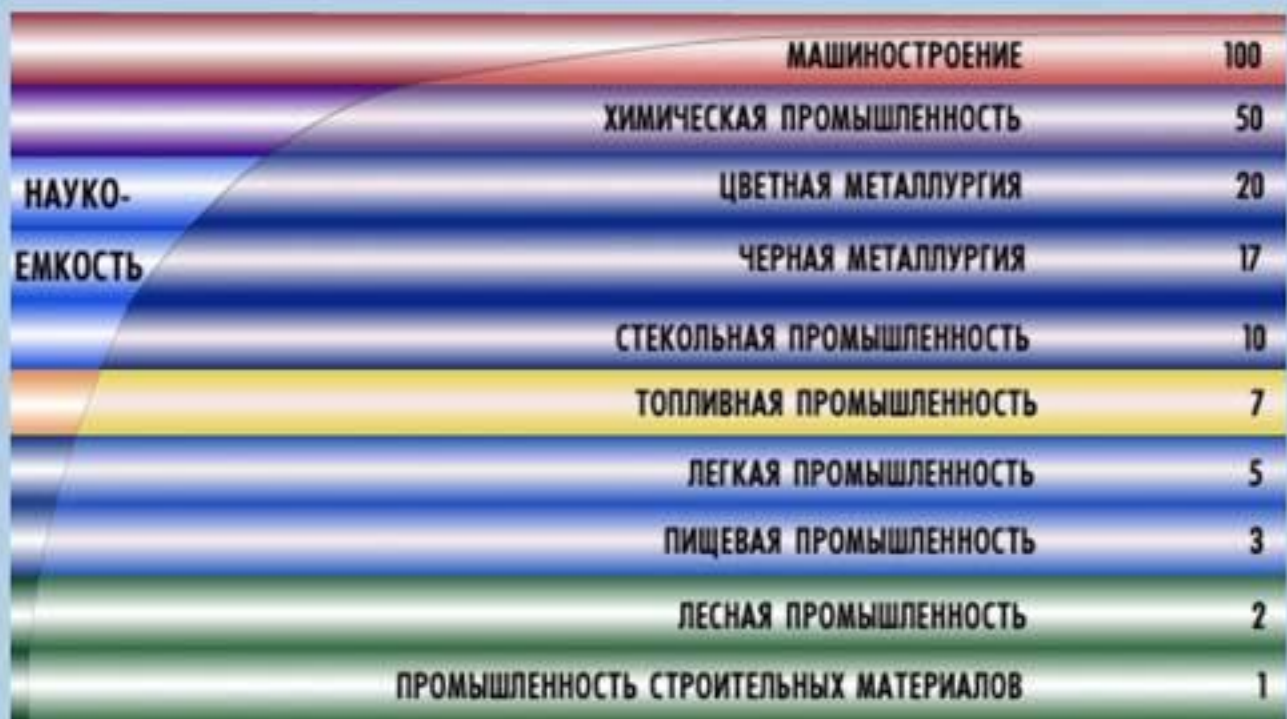 МАШИНОСТРОЕНИЕ 100
ХИМИЧЕСКАЯ ПРОМЫШЛЕННОСТЬ 50
НАУКО- ЦВЕТНАЯ МЕТАЛЛУРГИЯ 20
ЕМКОСТЬ ЧЕРНАЯ МЕТАЛЛУРГИЯ 17
СТЕКОЛЬНАЯ ПРОМЫШЛЕННОСТЬ 10
ТОПЛИВНАЯ ПРОМЫШЛЕННОСТЬ 7
ЛЕГКАЯ ПРОМЫШЛЕННОСТЬ 5
ПИЩЕВАЯ ПРОМЫШЛЕННОСТЬ 3
ЛЕСНАЯ ПРОМЫШЛЕННОСТЬ 2
ПРОМЫШЛЕННОСТЬ СТРОИТЕЛЬНЫХ МАТЕРИАЛОВ 1